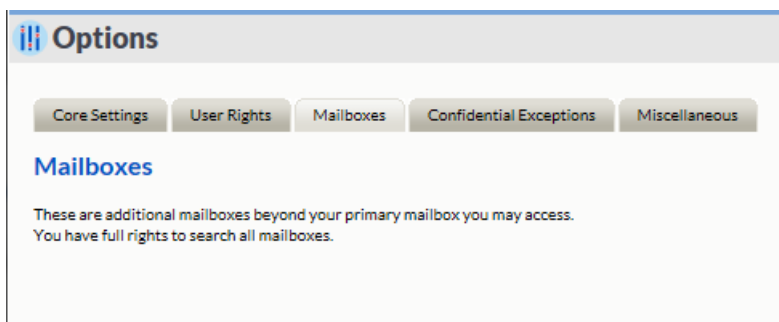 Options
Core Settings User Rights Mailboxes Confidential Exceptions Miscellaneous
Mailboxes
These are additional mailboxes beyond your primary mailbox you may access.
You have full rights to search all mailboxes.